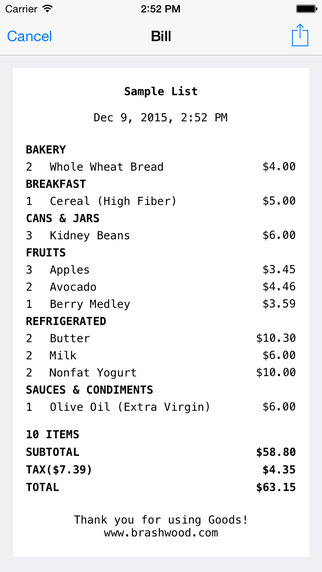 Carrier 2:52 PM
Cancel Bill
Sample List
Dec 9, 2015, 2:52 PM
BAKERY
2 Whole Wheat Bread $4.00
BREAKFAST
1 Cereal (High Fiber) $5.00
CANS & JARS
3 Kidney Beans $6.00
FRUITS
3 Apples $3.45
2 Avocado $4.46
1 Berry Medley $3.59
REFRIGERATED
2 Butter $10.30
2 Milk $6.00
2 Nonfat Yogurt $10.00
SAUCES & CONDIMENTS
1 Olive Oil (Extra Virgin) $6.00
10 ITEMS
SUBTOTAL $58.80
TAX($7.39) $4.35
TOTAL $63.15
Thank you for using Goods!
www.brashwood.com